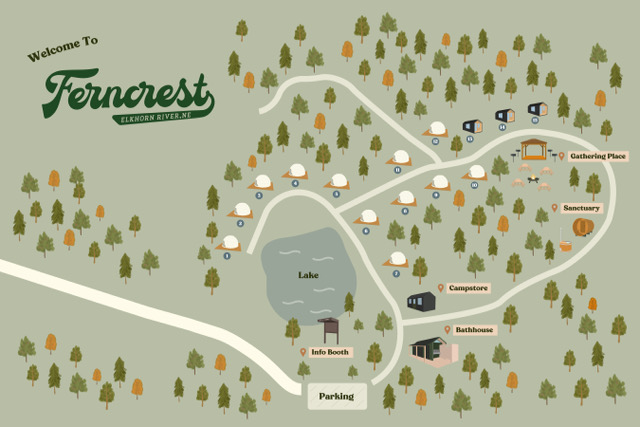 Welcome To
Ferncrest
ELKHORN RIVER, NE
Gathering Place
Sanctuary
Lake
Campstore
Bathhouse
Info Booth
Parking